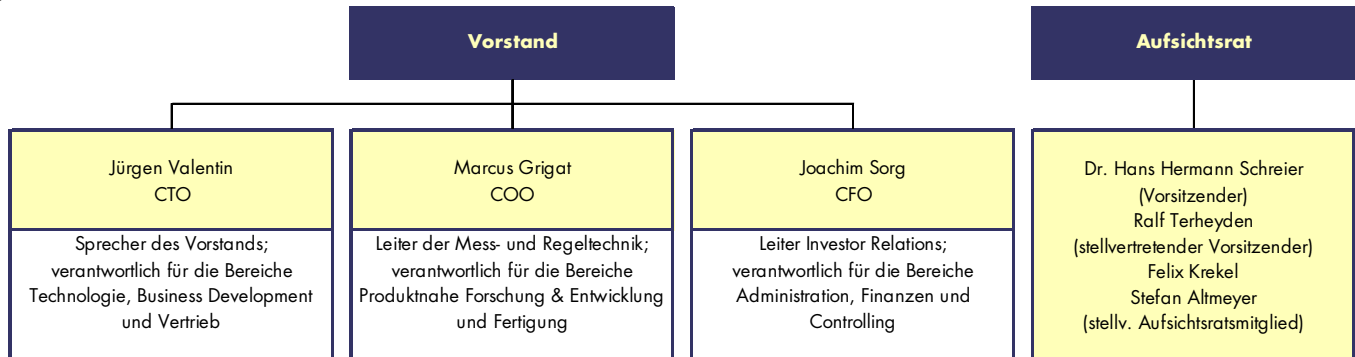 Vorstand
Aufsichtsrat
Jürgen Valentin
CTO
Sprecher des Vorstands;
verantwortlich für die Bereiche
Technologie, Business Development
und Vertrieb
Marcus Grigat
COO
Leiter der Mess- und Regeltechnik;
verantwortlich für die Bereiche
Produktnahe Forschung & Entwicklung
und Fertigung
Joachim Sorg
CFO
Leiter Investor Relations;
verantwortlich für die Bereiche
Administration, Finanzen und
Controlling
Dr. Hans Hermann Schreier
(Vorsitzender)
Ralf Terheyden
(stellvertretender Vorsitzender)
Felix Krekel
Stefan Altmeyer
(stellv. Aufsichtsratsmitglied)